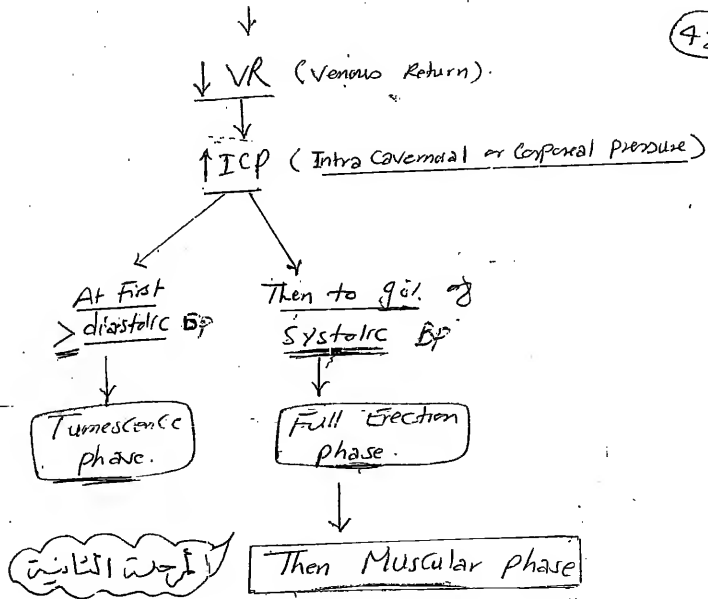 ↓
↓ VR (Venous Return).
↓
↑ ICP (Intra Cavernosal or Corporeal Pressure)
At First
> diastolic BP
Then to 90% of
Systolic BP
Tumescence
phase.
Full Erection
phase.
المرحلة الثانية
Then Muscular phase